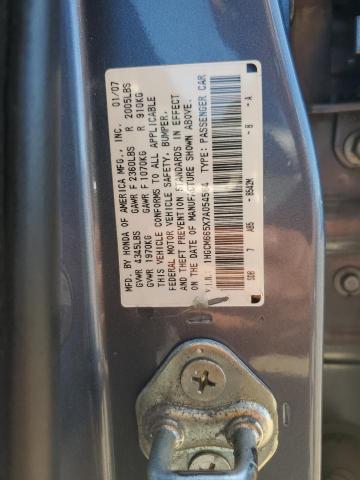 MFD. BY HONDA OF AMERICA MFG., INC. 01/07
GVWR 4345LBS GAWR F 2360LBS R 2005LBS
GVWR 1970KG GAWR F 1070KG R 910KG
THIS VEHICLE CONFORMS TO ALL APPLICABLE
FEDERAL MOTOR VEHICLE SAFETY, BUMPER,
AND THEFT PREVENTION STANDARDS IN EFFECT
ON THE DATE OF MANUFACTURE SHOWN ABOVE.
V.I.N.: TYPE: PASSENGER CAR
7 - B - A